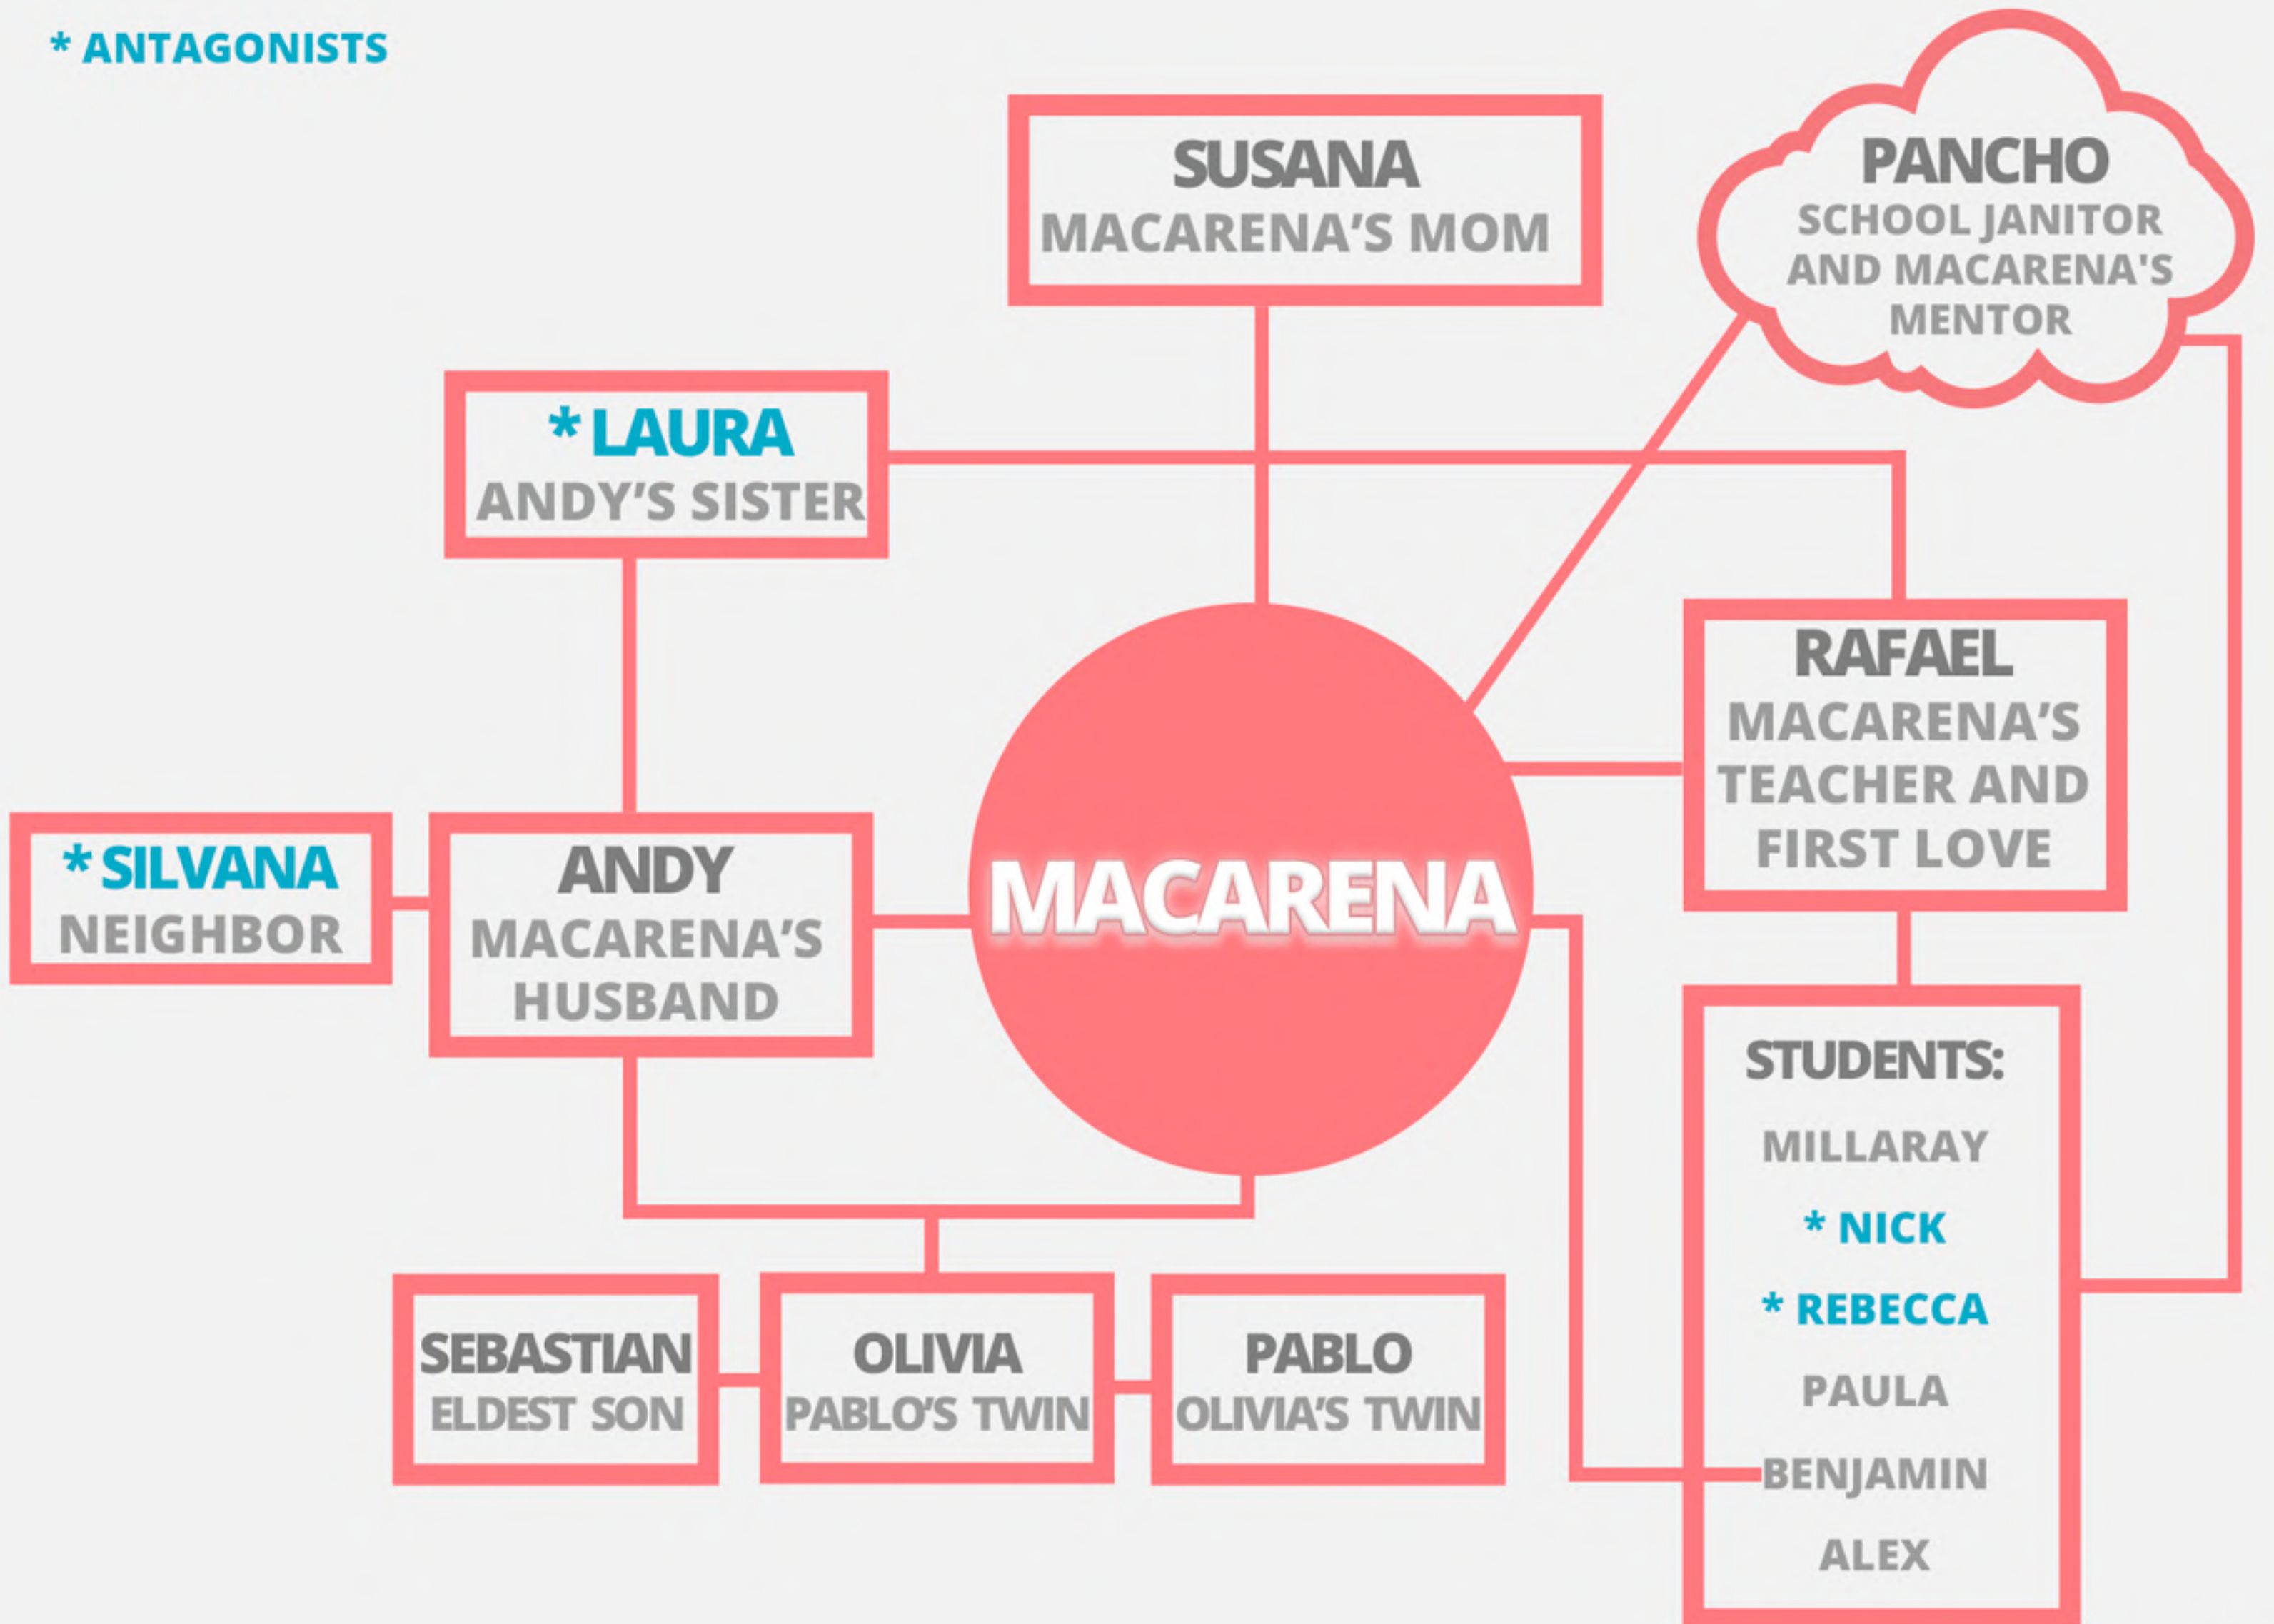 * ANTAGONISTS
SUSANA
MACARENA’S MOM
PANCHO
SCHOOL JANITOR
AND MACARENA'S
MENTOR
* LAURA
ANDY’S SISTER
RAFAEL
MACARENA’S
TEACHER AND
FIRST LOVE
* SILVANA
NEIGHBOR
ANDY
MACARENA’S
HUSBAND
MACARENA
STUDENTS:
MILLARAY
* NICK
* REBECCA
PAULA
BENJAMIN
ALEX
SEBASTIAN
ELDEST SON
OLIVIA
PABLO’S TWIN
PABLO
OLIVIA’S TWIN